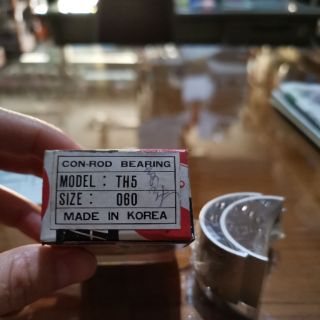 CON-ROD BEARING
MODEL : TH5
SIZE : 060
MADE IN KOREA